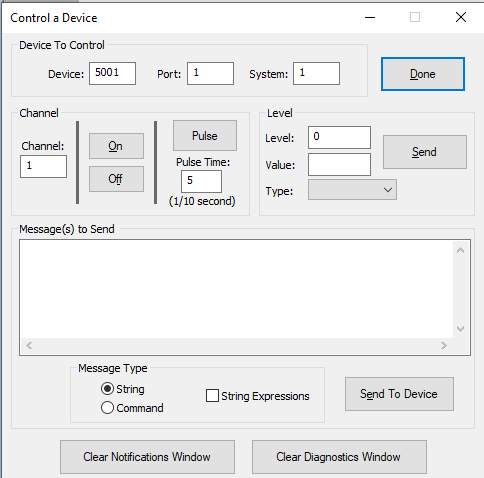 Control a Device
Device To Control
Device: 5001 Port: 1 System: 1
Done
Channel
Channel:
1
On
Off
Pulse
Pulse Time:
5
(1/10 second)
Level
Level: 0
Value:
Type:
Send
Message(s) to Send
Message Type
String
Command
String Expressions
Send To Device
Clear Notifications Window
Clear Diagnostics Window